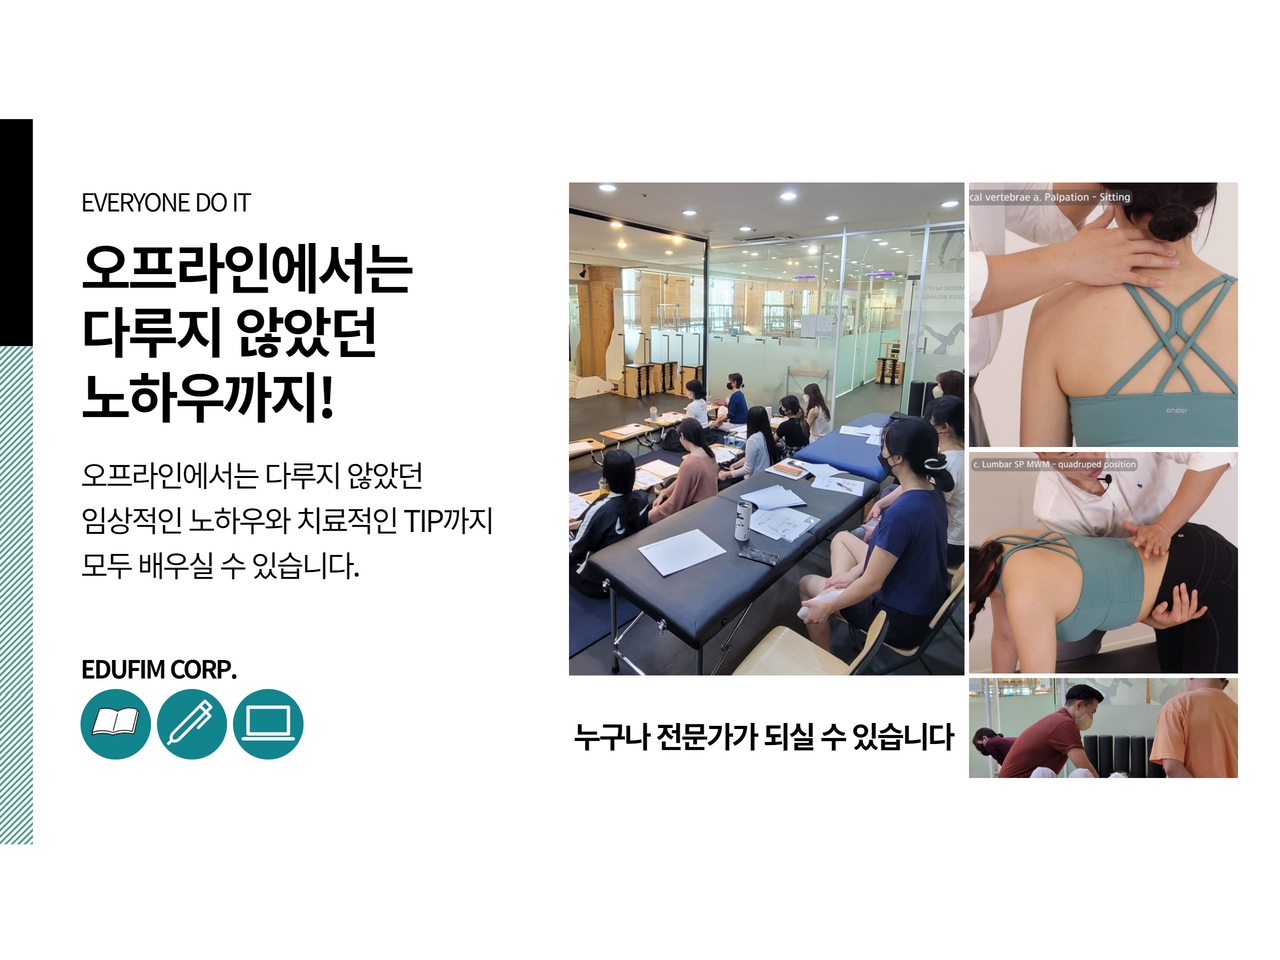 EVERYONE DO IT
오프라인에서는
다루지 않았던
노하우까지!
오프라인에서는 다루지 않았던
임상적인 노하우와 치료적인 TIP까지
모두 배우실 수 있습니다.
EDUFIM CORP.
cal vertebrae a. Palpation - Sitting
c. Lumbar SP MWM - quadruped position
누구나 전문가가 되실 수 있습니다